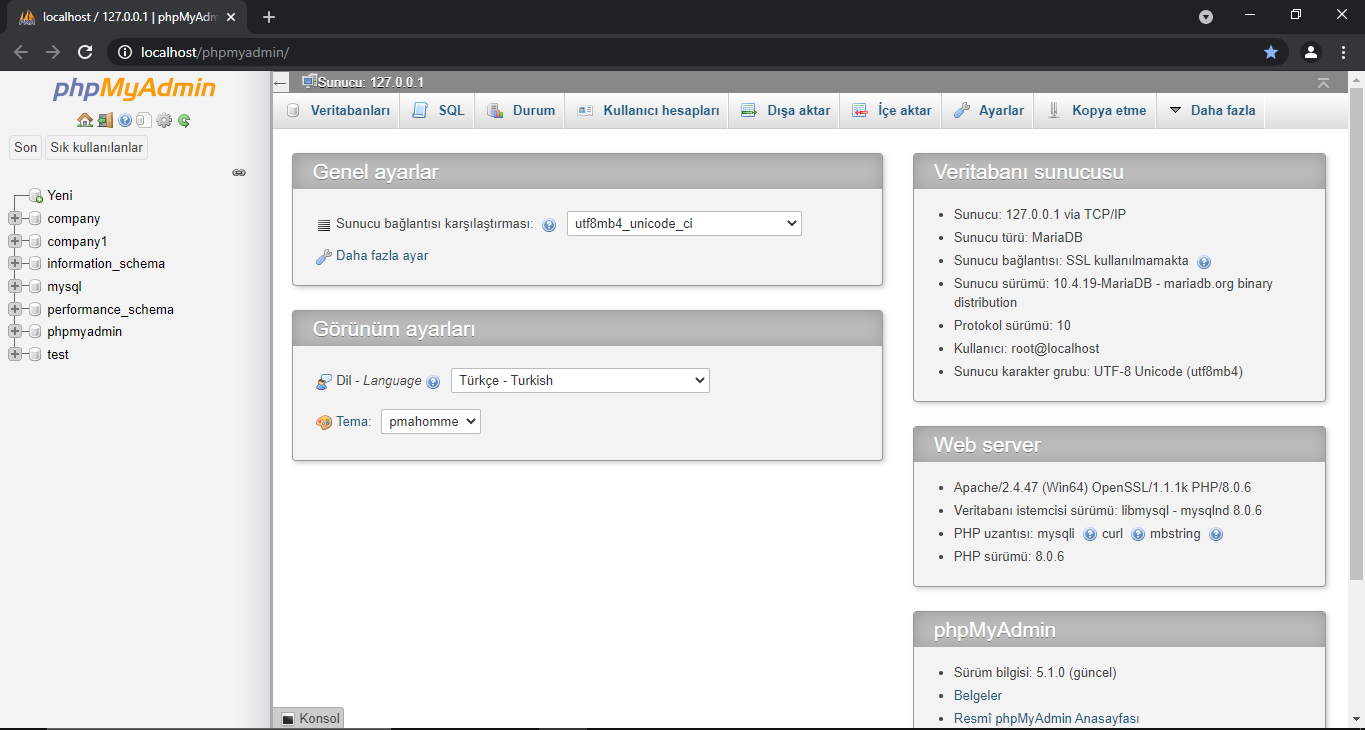 localhost / 127.0.0.1 | phpMyAdm
localhost/phpmyadmin/
phpMyAdmin
Son
Sık kullanılanlar
Yeni
company
company1
information_schema
mysql
performance_schema
phpmyadmin
test
Sunucu: 127.0.0.1
Veritabanları SQL Durum Kullanıcı hesapları Dışa aktar İçe aktar Ayarlar Kopya etme Daha fazla
Genel ayarlar
Sunucu bağlantısı karşılaştırması: utf8mb4_unicode_ci
Daha fazla ayar
Görünüm ayarları
Dil - Language Türkçe - Turkish
Tema: pmahomme
Veritabanı sunucusu
Sunucu: 127.0.0.1 via TCP/IP
Sunucu türü: MariaDB
Sunucu bağlantısı: SSL kullanılmamakta
Sunucu sürümü: 10.4.19-MariaDB - mariadb.org binary
distribution
Protokol sürümü: 10
Kullanıcı: root@localhost
Sunucu karakter grubu: UTF-8 Unicode (utf8mb4)
Web server
Apache/2.4.47 (Win64) OpenSSL/1.1.1k PHP/8.0.6
Veritabanı istemcisi sürümü: libmysql - mysqlnd 8.0.6
PHP uzantısı: mysqli curl mbstring
PHP sürümü: 8.0.6
phpMyAdmin
Sürüm bilgisi: 5.1.0 (güncel)
Belgeler
Resmî phpMyAdmin Anasayfası
Konsol